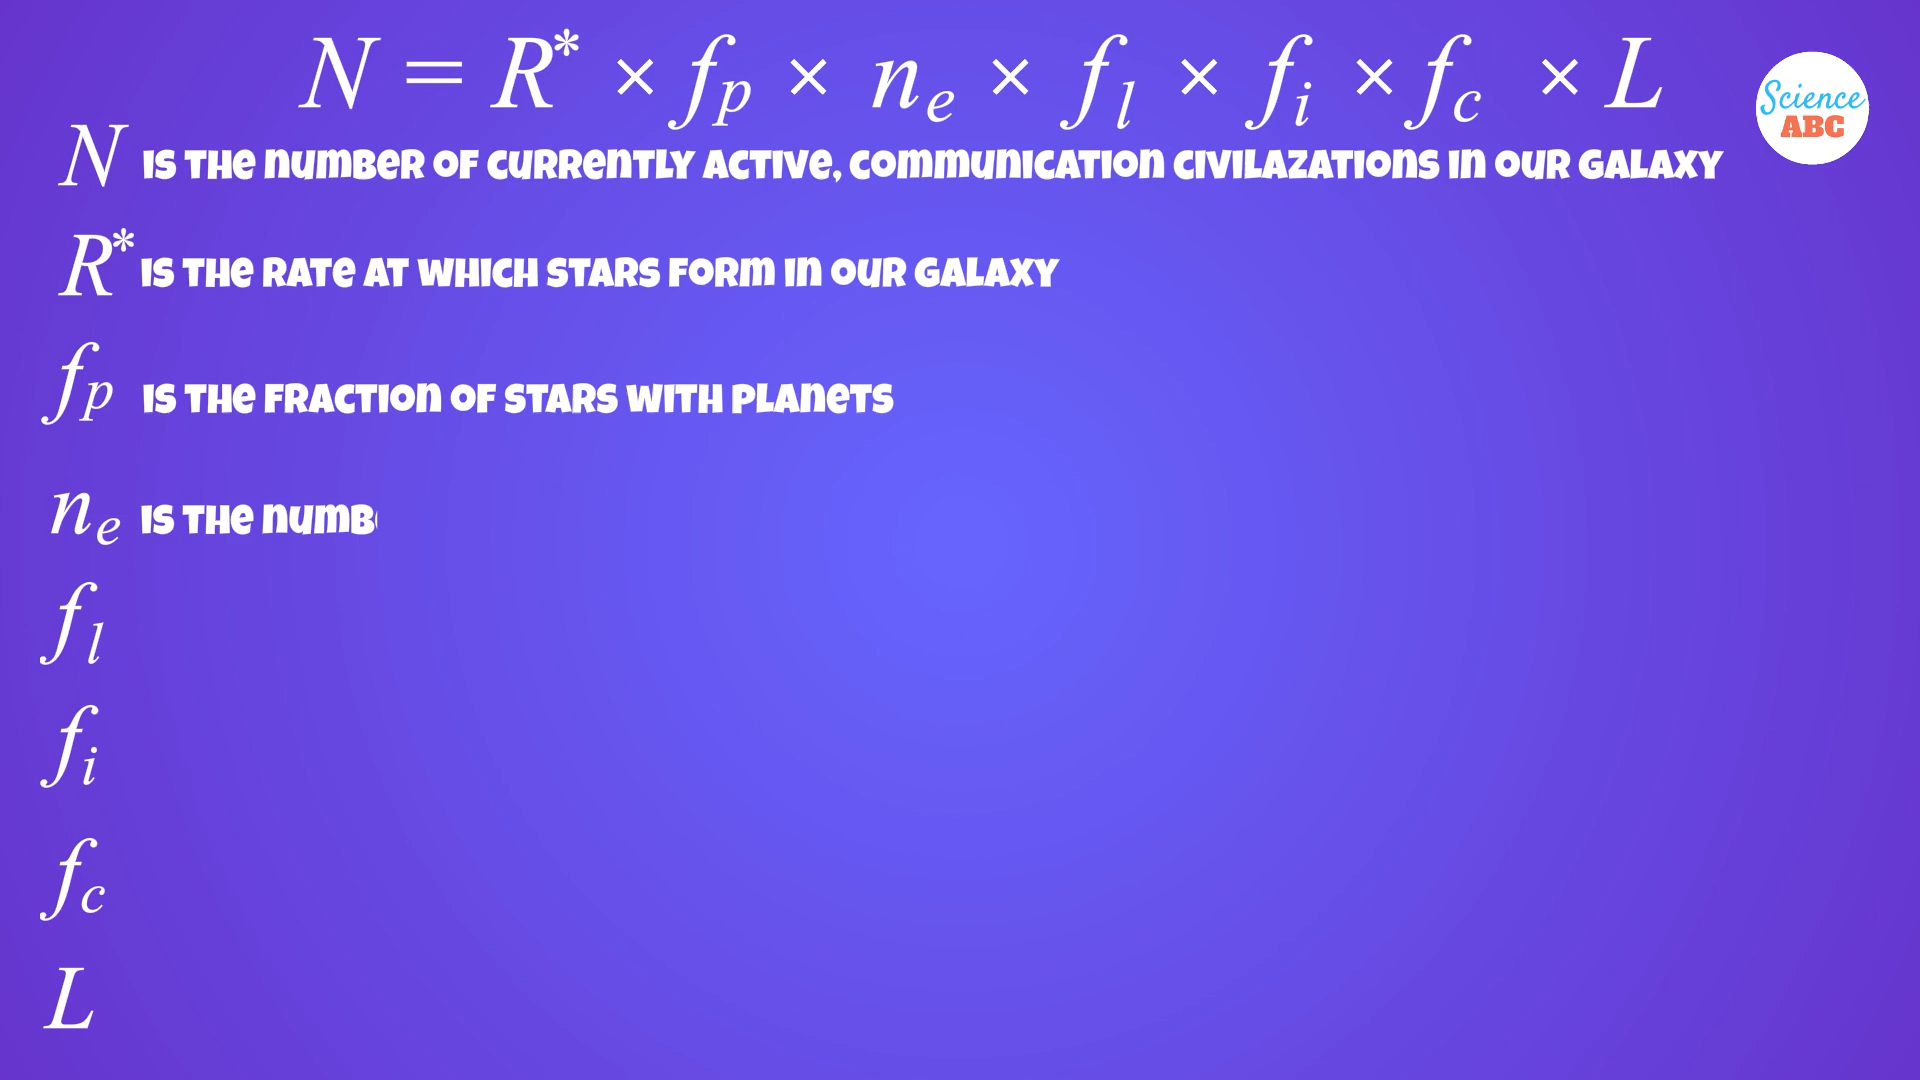 N = R* × fp × ne × fl × fi × fc × L
Science
ABC
N IS THE NUMBER OF CURRENTLY ACTIVE, COMMUNICATION CIVILAZATIONS IN OUR GALAXY
R* IS THE RATE AT WHICH STARS FORM IN OUR GALAXY
fp IS THE FRACTION OF STARS WITH PLANETS
ne IS THE
fl
fi
fc
L